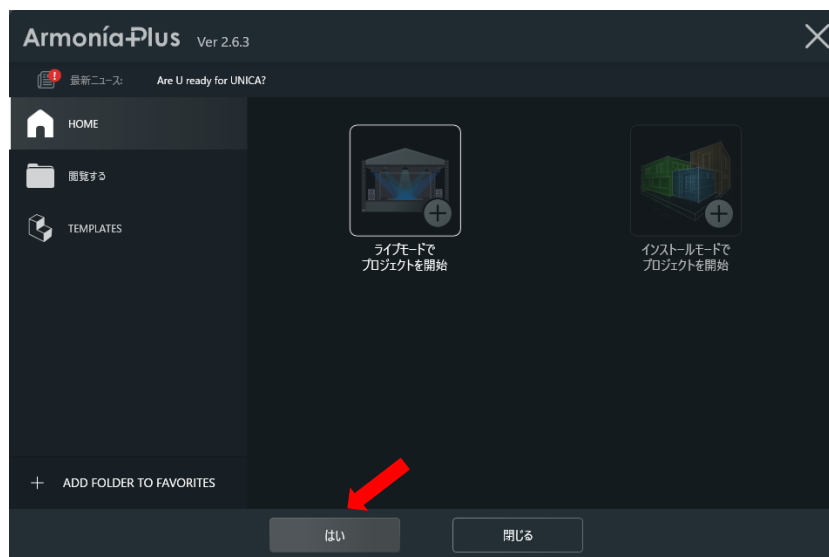 Armonía Plus Ver 2.6.3
! 最新ニュース: Are U ready for UNICA?
HOME
閲覧する
TEMPLATES
ライブモードで
プロジェクトを開始
インストールモードで
プロジェクトを開始
+ ADD FOLDER TO FAVORITES
はい
閉じる